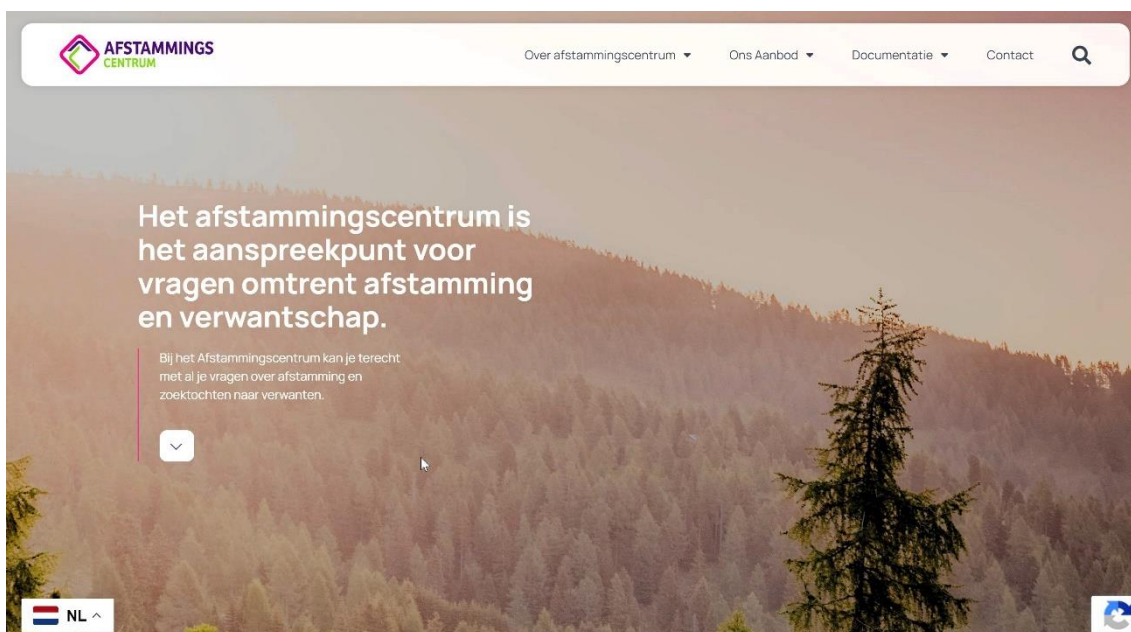 AFSTAMMINGS
CENTRUM
Over afstammingscentrum
Ons Aanbod
Documentatie
Contact
Het afstammingscentrum is
het aanspreekpunt voor
vragen omtrent afstamming
en verwantschap.
Bij het Afstammingscentrum kan je terecht
met al je vragen over afstamming en
zoektochten naar verwanten.
NL